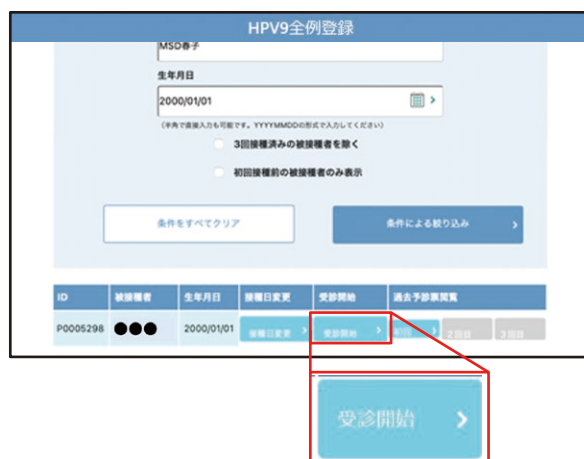 HPV9全例登録
MSD春子
生年月日
2000/01/01
(半角で直接入力も可能です。YYYYMMDDの形式で入力してください)
3回接種済みの被接種者を除く
初回接種前の被接種者のみ表示
条件をすべてクリア
条件による絞り込み
ID 被接種者 生年月日 接種日変更 受診開始 過去予診票閲覧
P0005298 ●●● 2000/01/01 接種日変更 受診開始 初回 2回目 3回目
受診開始